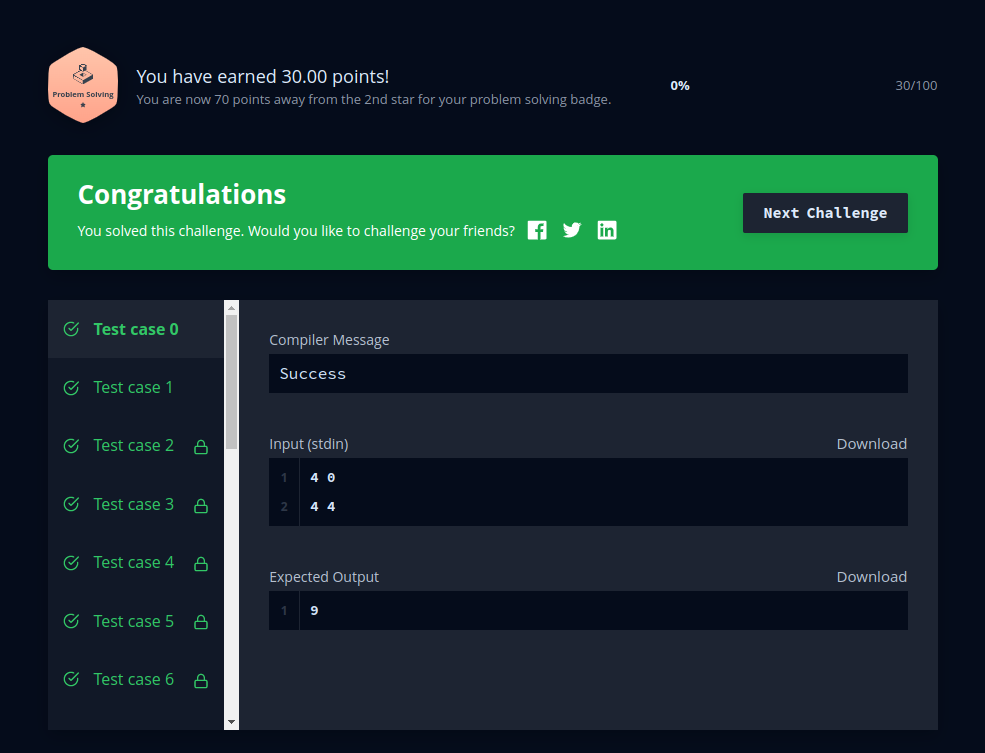 Problem Solving
You have earned 30.00 points!
You are now 70 points away from the 2nd star for your problem solving badge.
0%
30/100
Congratulations
You solved this challenge. Would you like to challenge your friends?
Next Challenge
Test case 0
Test case 1
Test case 2
Test case 3
Test case 4
Test case 5
Test case 6
Compiler Message
Success
Input (stdin)
Download
1 4 0
2 4 4
Expected Output
Download
1 9